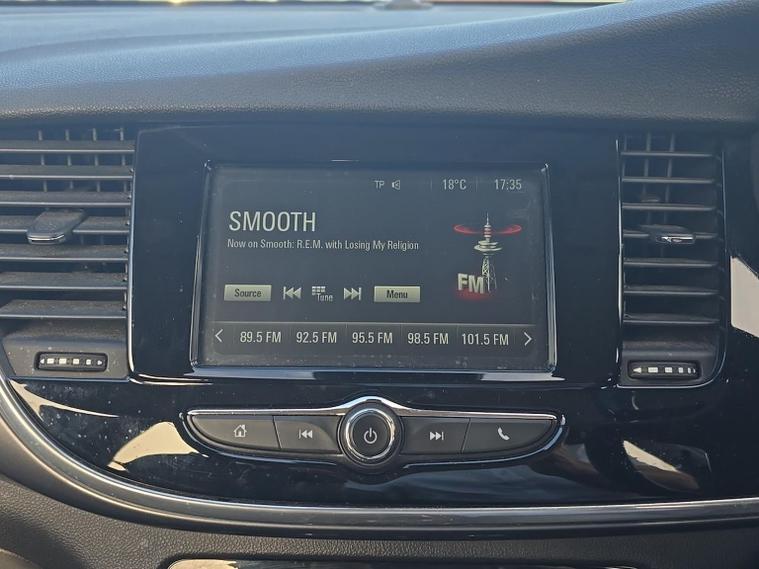 TP 18°C 17:35
SMOOTH
Now on Smooth: R.E.M. with Losing My Religion
FM
Source Tune Menu
89.5 FM 92.5 FM 95.5 FM 98.5 FM 101.5 FM